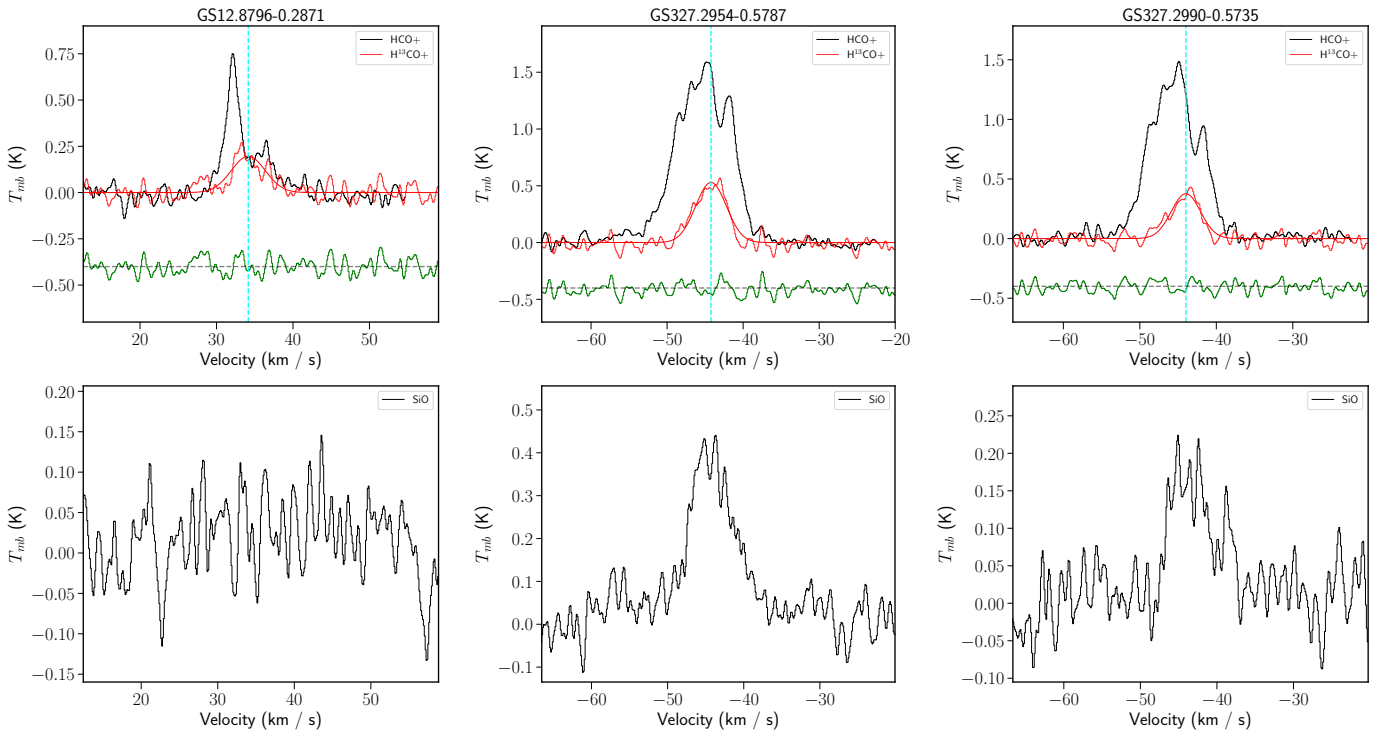 GS12.8796-0.2871
GS327.2954-0.5787
GS327.2990-0.5735
HCO+
H¹³CO+
HCO+
H¹³CO+
HCO+
H¹³CO+
T_mb (K)
0.75
0.50
0.25
0.00
−0.25
−0.50
20 30 40 50
Velocity (km / s)
T_mb (K)
1.5
1.0
0.5
0.0
−0.5
−60 −50 −40 −30 −20
Velocity (km / s)
T_mb (K)
1.5
1.0
0.5
0.0
−0.5
−60 −50 −40 −30
Velocity (km / s)
SiO
T_mb (K)
0.20
0.15
0.10
0.05
0.00
−0.05
−0.10
−0.15
20 30 40 50
Velocity (km / s)
SiO
T_mb (K)
0.5
0.4
0.3
0.2
0.1
0.0
−0.1
−60 −50 −40 −30
Velocity (km / s)
SiO
T_mb (K)
0.25
0.20
0.15
0.10
0.05
0.00
−0.05
−0.10
−60 −50 −40 −30
Velocity (km / s)